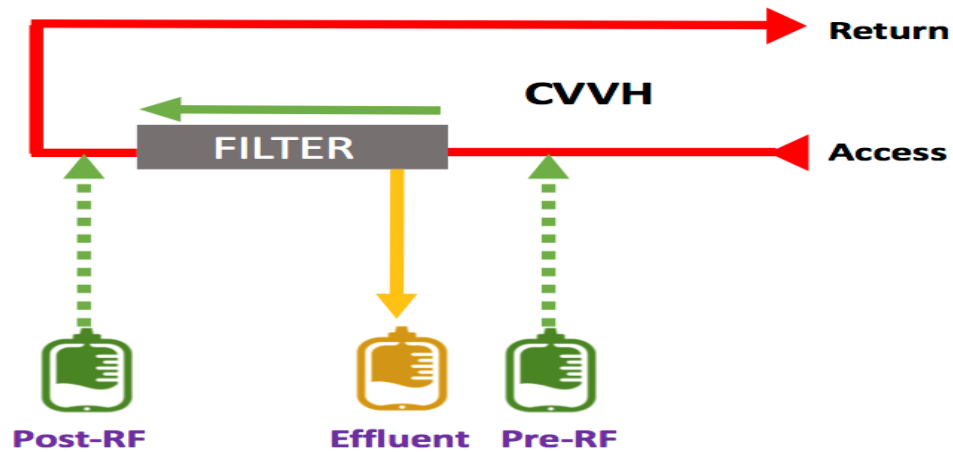 Return
CVVH
FILTER
Access
Post-RF
Effluent
Pre-RF